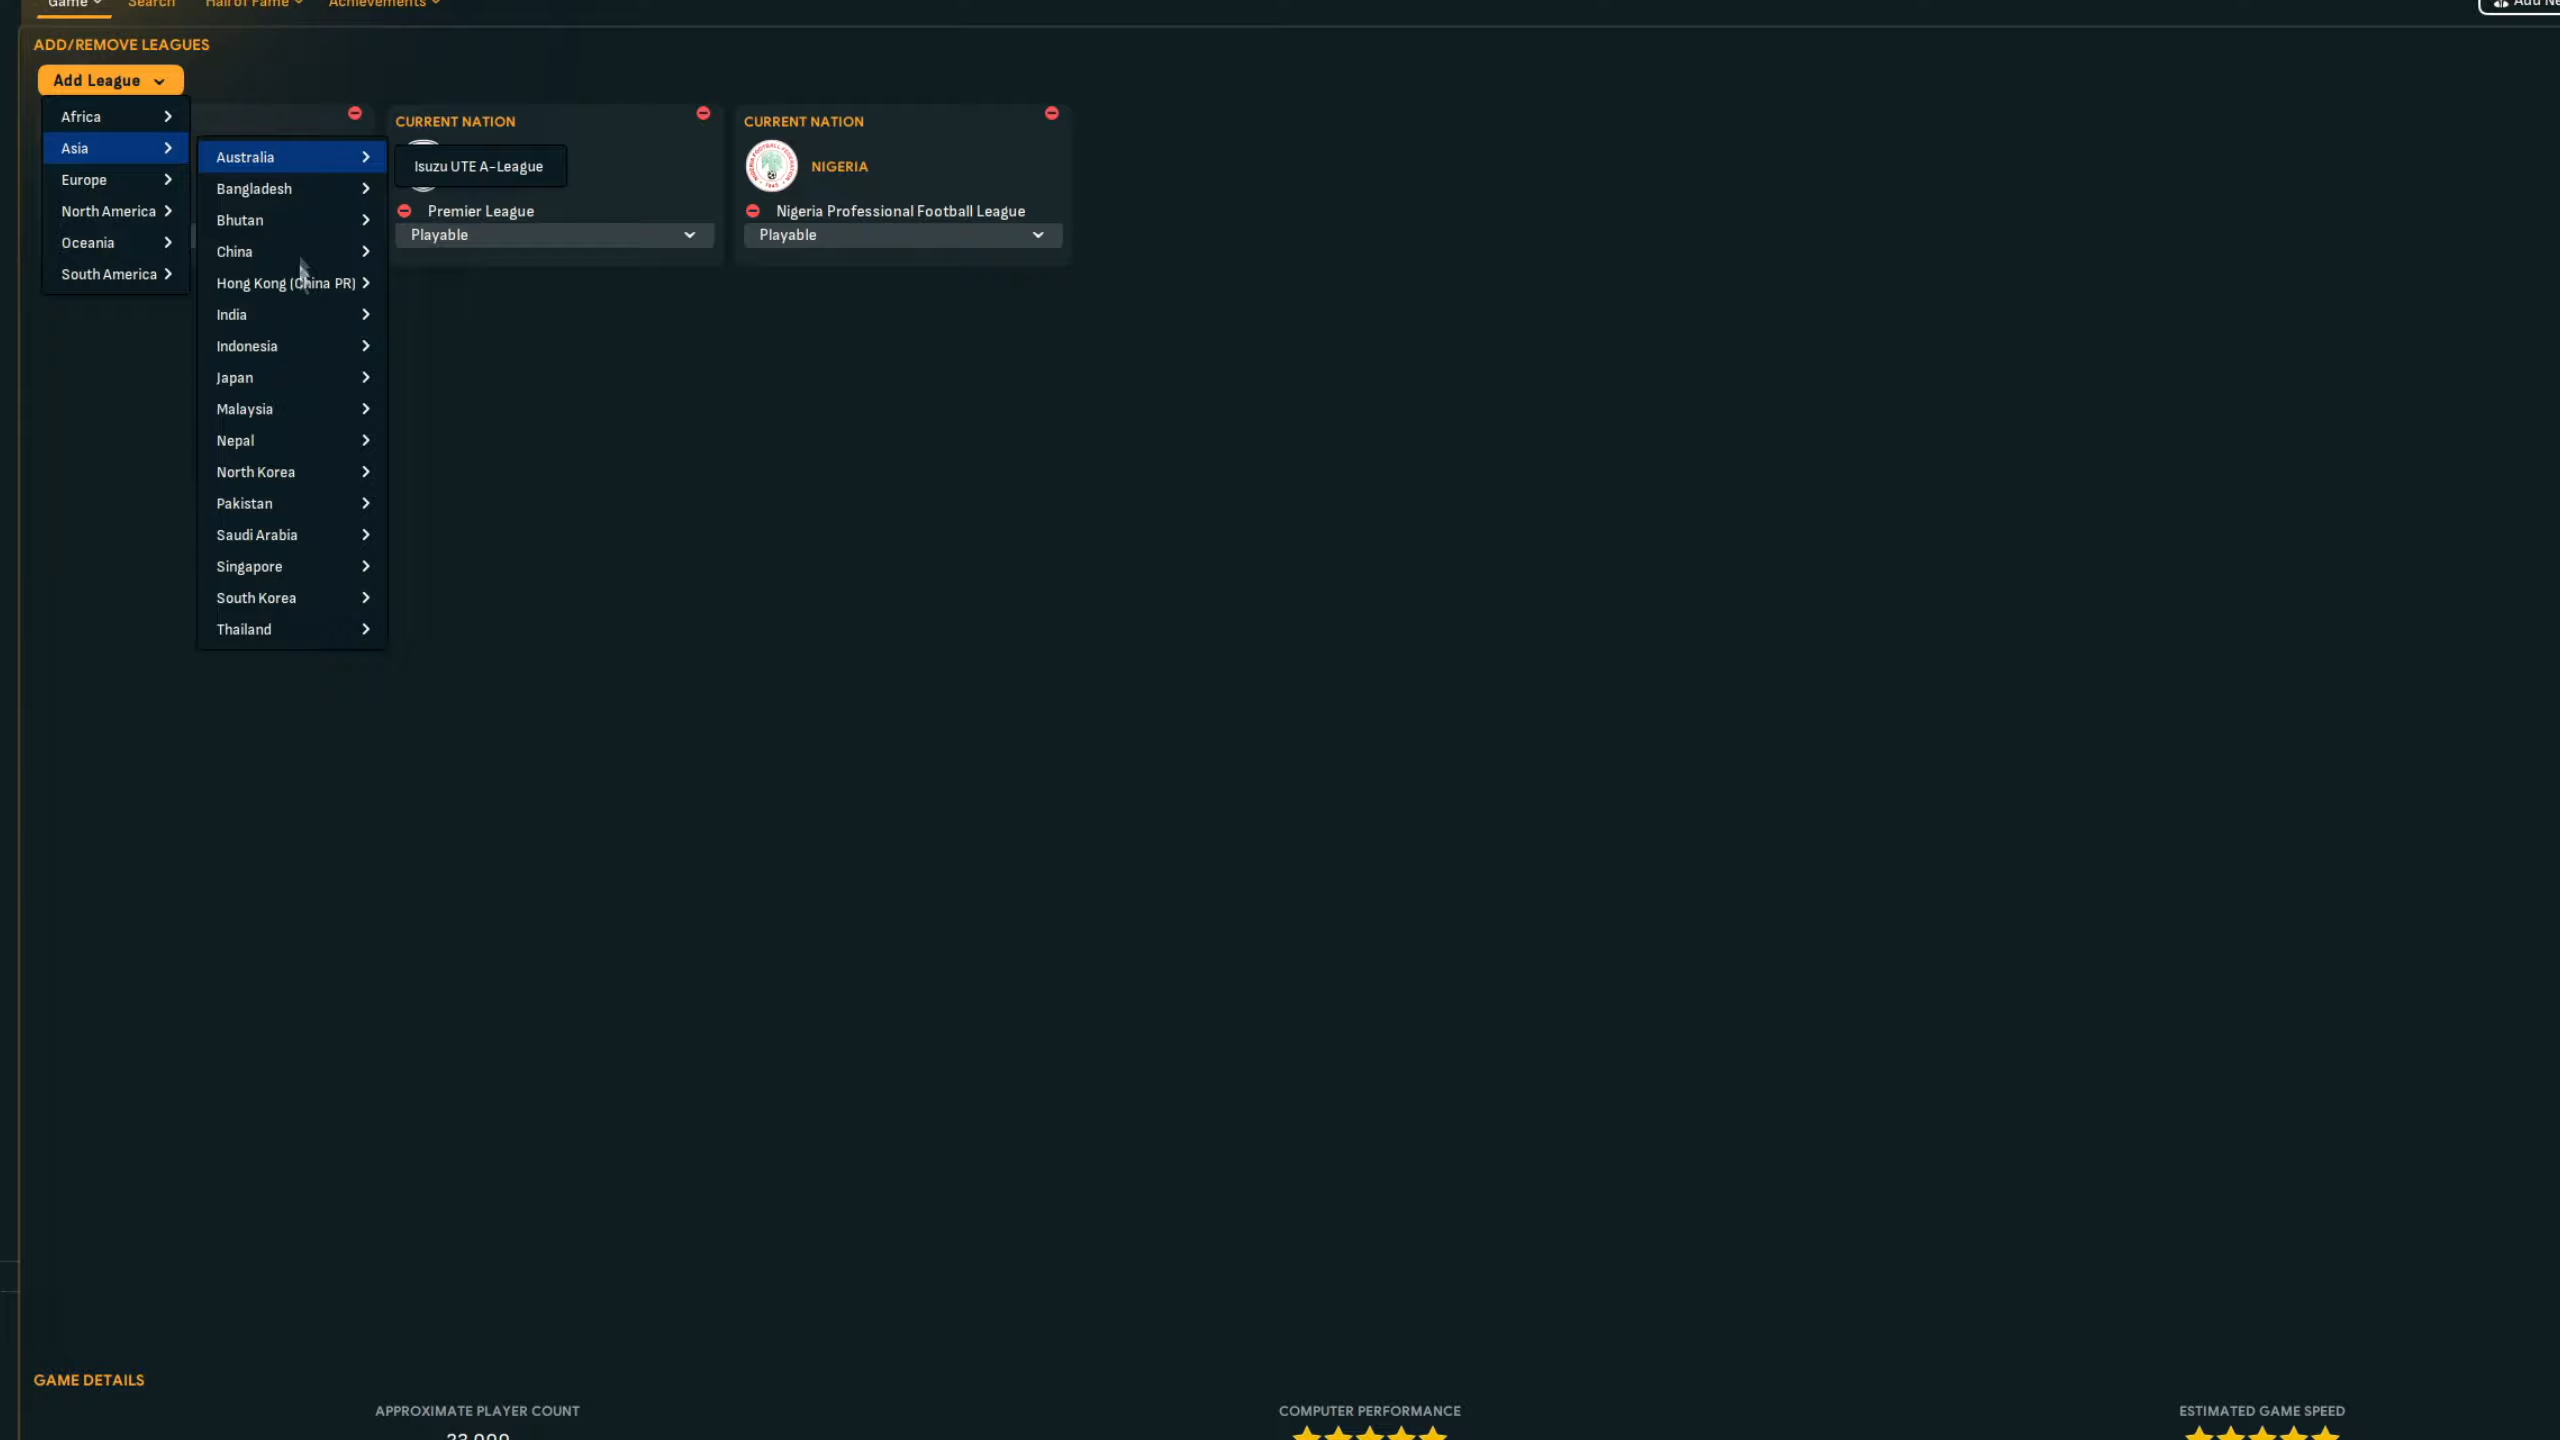 Game
Search
Hall of Fame
Achievements
ADD/REMOVE LEAGUES
Add League
Africa
Asia
Europe
North America
Oceania
South America
Australia
Bangladesh
Bhutan
China
Hong Kong (China PR)
India
Indonesia
Japan
Malaysia
Nepal
North Korea
Pakistan
Saudi Arabia
Singapore
South Korea
Thailand
Isuzu UTE A-League
CURRENT NATION
Premier League
Playable
CURRENT NATION
NIGERIA
Nigeria Professional Football League
Playable
GAME DETAILS
APPROXIMATE PLAYER COUNT
COMPUTER PERFORMANCE
ESTIMATED GAME SPEED